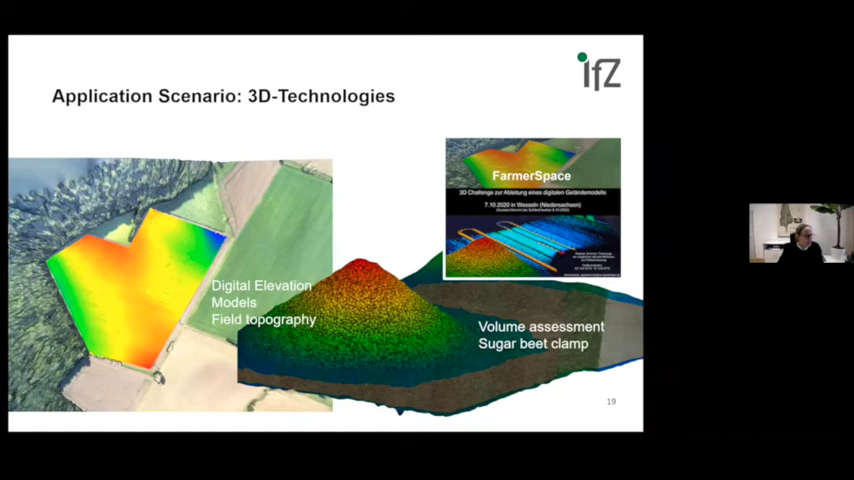 ifZ
Application Scenario: 3D-Technologies
FarmerSpace
3D Challenge zur Ableitung eines digitalen Geländemodells
7.10.2020 in Wesseln (Niedersachsen)
Digital Elevation
Models
Field topography
Volume assessment
Sugar beet clamp
19